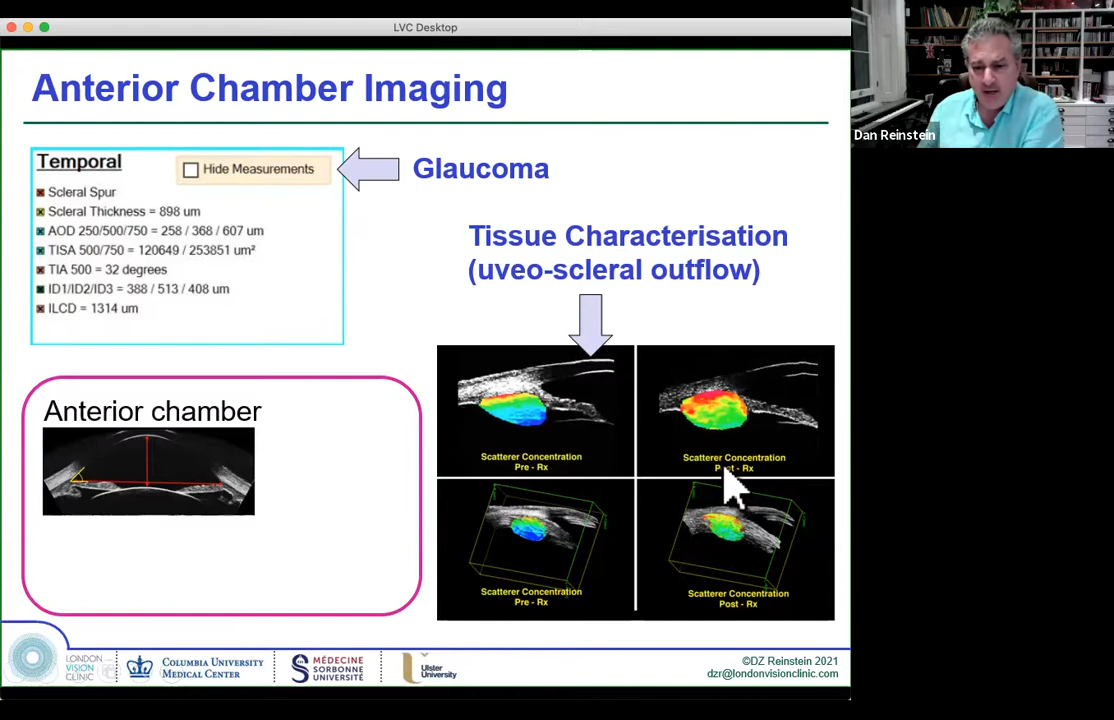 LVC Desktop
Anterior Chamber Imaging
Temporal
Hide Measurements
Scleral Spur
Scleral Thickness = 898 um
AOD 250/500/750 = 258 / 368 / 607 um
TISA 500/750 = 120649 / 253851 um²
TIA 500 = 32 degrees
ID1/ID2/ID3 = 388 / 513 / 408 um
ILCD = 1314 um
Glaucoma
Tissue Characterisation
(uveo-scleral outflow)
Anterior chamber
Scatterer Concentration
Pre - Rx
Scatterer Concentration
Post - Rx
Scatterer Concentration
Pre - Rx
Scatterer Concentration
Post - Rx
LONDON
VISION
CLINIC
COLUMBIA UNIVERSITY
MEDICAL CENTER
MÉDECINE
SORBONNE
UNIVERSITÉ
Ulster
University
©DZ Reinstein 2021
dzr@londonvisionclinic.com
Dan Reinstein